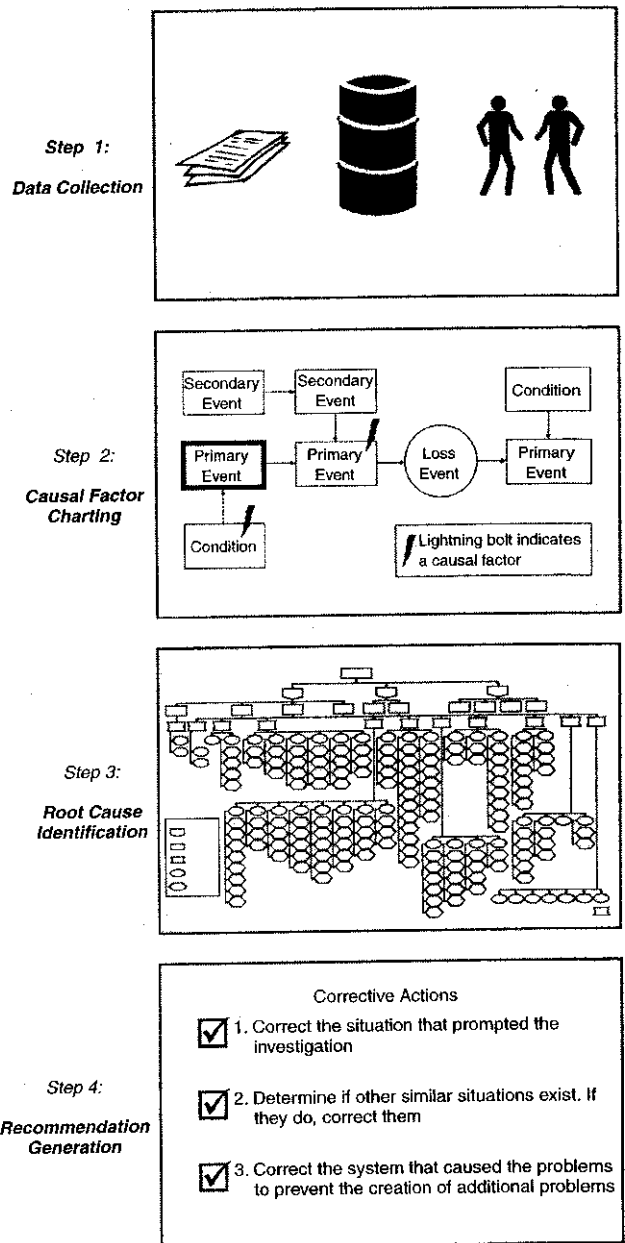 Step 1:
Data Collection
Step 2:
Causal Factor
Charting
Secondary
Event
Secondary
Event
Condition
Primary
Event
Primary
Event
Loss
Event
Primary
Event
Condition
Lightning bolt indicates
a causal factor
Step 3:
Root Cause
Identification
Step 4:
Recommendation
Generation
Corrective Actions
1. Correct the situation that prompted the
investigation
2. Determine if other similar situations exist. If
they do, correct them
3. Correct the system that caused the problems
to prevent the creation of additional problems